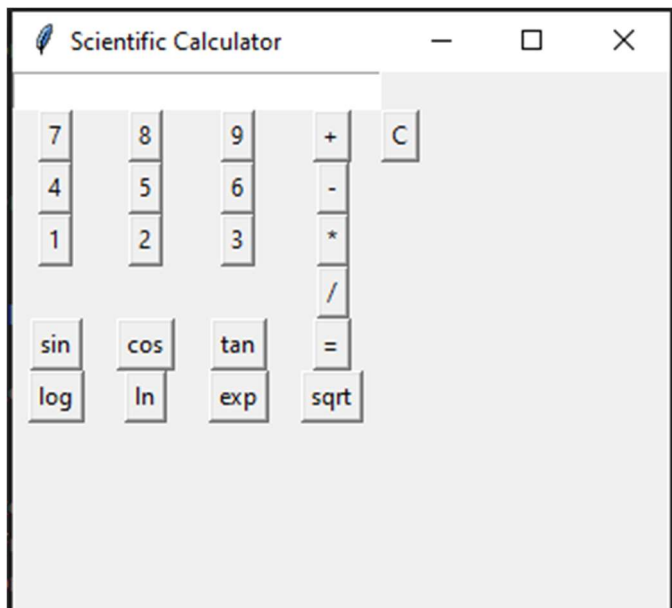 Scientific Calculator
7 8 9 + C
4 5 6 -
1 2 3 *
/
sin cos tan =
log ln exp sqrt